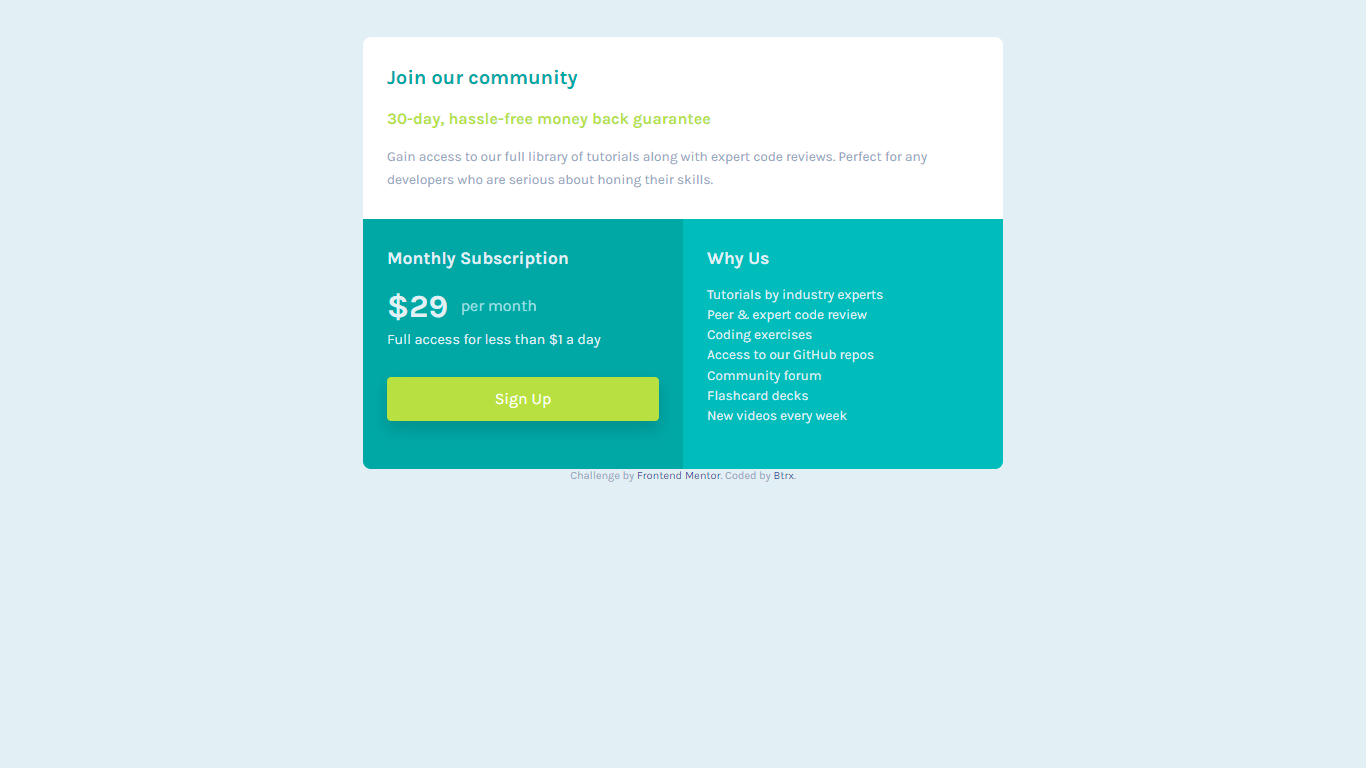 Join our community
30-day, hassle-free money back guarantee
Gain access to our full library of tutorials along with expert code reviews. Perfect for any
developers who are serious about honing their skills.
Monthly Subscription
$29 per month
Full access for less than $1 a day
Sign Up
Why Us
Tutorials by industry experts
Peer & expert code review
Coding exercises
Access to our GitHub repos
Community forum
Flashcard decks
New videos every week
Challenge by Frontend Mentor. Coded by Btrx.